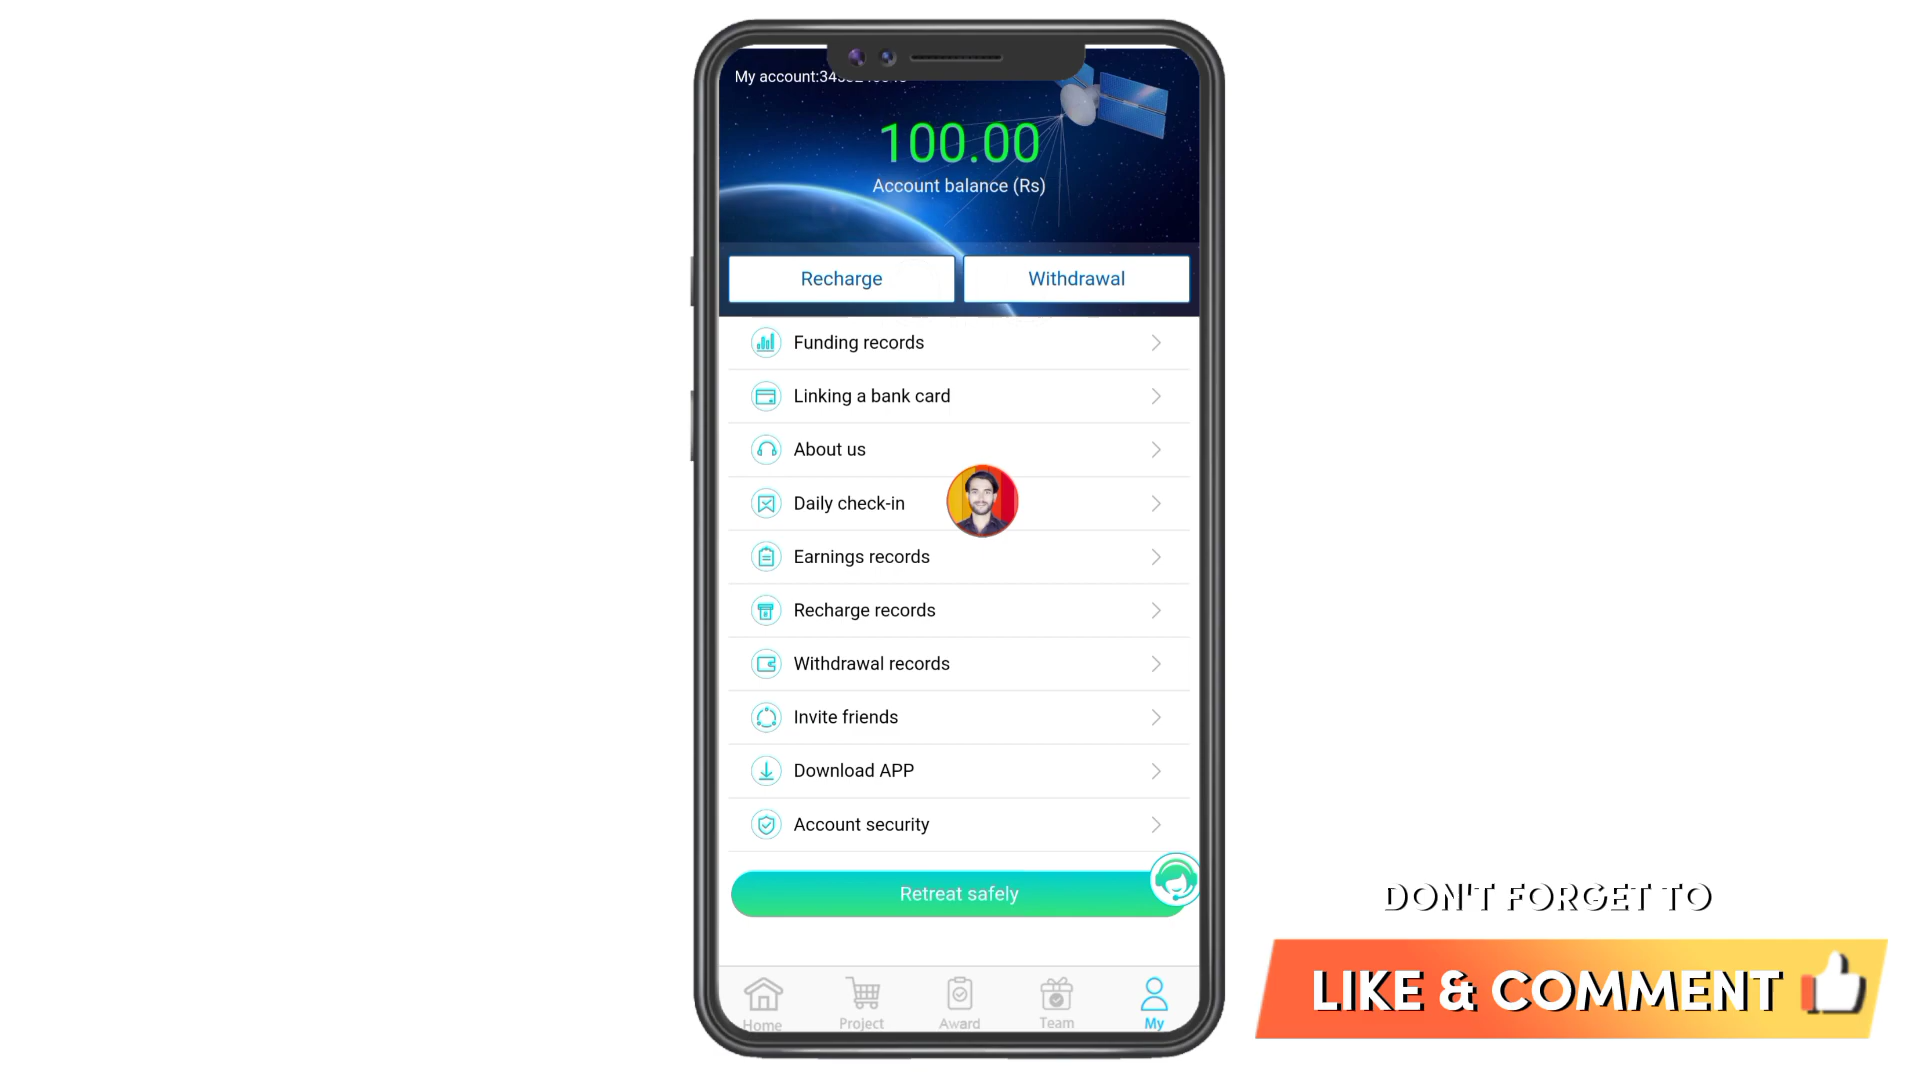 My account:34
100.00
Account balance (Rs)
Recharge
Withdrawal
Funding records
Linking a bank card
About us
Daily check-in
Earnings records
Recharge records
Withdrawal records
Invite friends
Download APP
Account security
Retreat safely
Home
Project
Award
Team
My
DON'T FORGET TO
LIKE & COMMENT